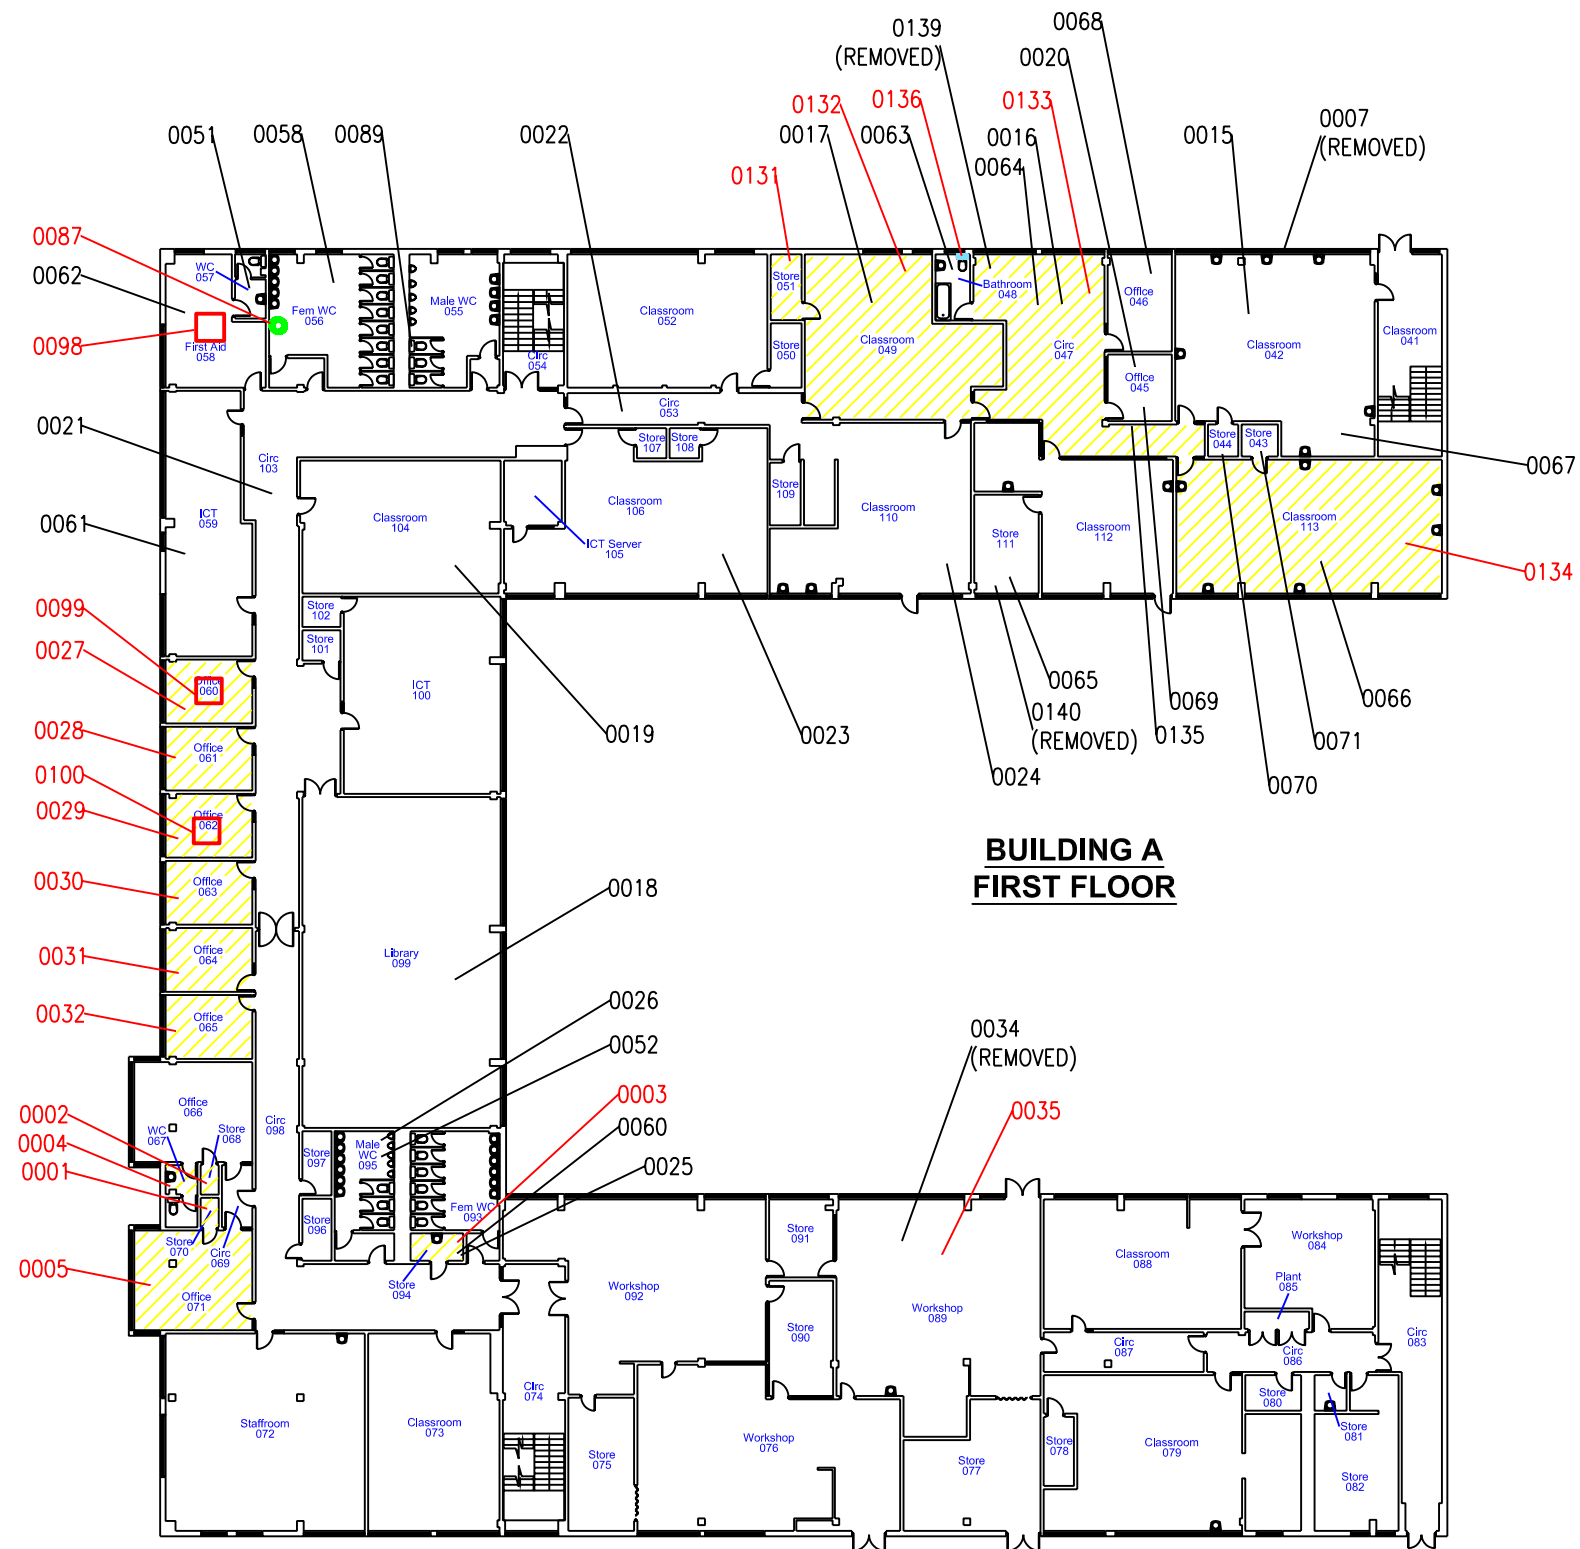 0139
(REMOVED)
0068
0020
0132
0136
0133
0051
0058
0089
0022
0017
0063
0016
0064
0015
0007
(REMOVED)
0131
0087
0062
0098
WC
057
Fem WC
056
Male WC
055
First Aid
058
Circ
054
Classroom
052
Store
051
Store
050
Classroom
049
Bathroom
048
Circ
047
Office
046
Office
045
Classroom
042
Classroom
041
Circ
053
0021
Circ
103
Store
107
Store
108
Store
044
Store
043
0067
0061
ICT
059
Classroom
104
Classroom
106
ICT Server
105
Store
109
Classroom
110
Store
111
Classroom
112
Classroom
113
0134
0099
0027
0028
0100
0029
0030
0031
0032
Store
102
Store
101
ICT
100
Office
060
Office
061
Office
062
Office
063
Office
064
Office
065
0019
0023
0065
0140
(REMOVED)
0024
0069
0135
0070
0071
0066
BUILDING A
FIRST FLOOR
0018
Library
099
0026
0052
0003
0060
0025
0034
(REMOVED)
0035
0002
0004
0001
0005
Office
066
WC
067
Store
068
Circ
098
Store
097
Male
WC
095
Fem WC
093
Store
096
Store
070
Circ
069
Office
071
Store
094
Store
091
Workshop
092
Store
090
Workshop
089
Classroom
088
Workshop
084
Plant
085
Circ
087
Circ
086
Circ
083
Staffroom
072
Classroom
073
Circ
074
Store
075
Workshop
076
Store
077
Store
078
Classroom
079
Store
080
Store
081
Store
082